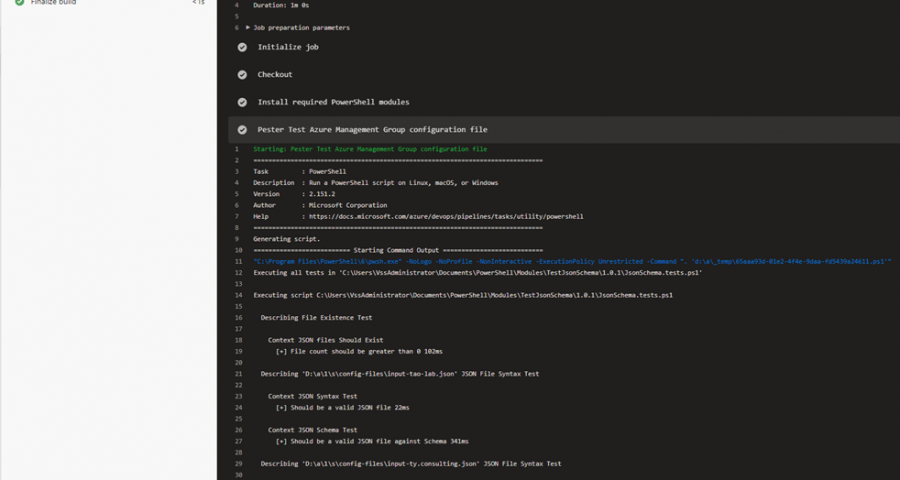 Finalize build <1s
4 Duration: 1m 0s
5
6 ▶ Job preparation parameters
Initialize job
Checkout
Install required PowerShell modules
Pester Test Azure Management Group configuration file
1 Starting: Pester Test Azure Management Group configuration file
2 ==============================================================================
3 Task : PowerShell
4 Description : Run a PowerShell script on Linux, macOS, or Windows
5 Version : 2.151.2
6 Author : Microsoft Corporation
7 Help : https://docs.microsoft.com/azure/devops/pipelines/tasks/utility/powershell
8 ==============================================================================
9 Generating script.
10 ========================== Starting Command Output ===========================
11 "C:\Program Files\PowerShell\6\pwsh.exe" -NoLogo -NoProfile -NonInteractive -ExecutionPolicy Unrestricted -Command ".
12 Executing all tests in 'C:\Users\VssAdministrator\Documents\PowerShell\Modules\TestJsonSchema\1.0.1\JsonSchema.tests.ps1'
13
14 Executing script C:\Users\VssAdministrator\Documents\PowerShell\Modules\TestJsonSchema\1.0.1\JsonSchema.tests.ps1
15
16 Describing File Existence Test
17
18 Context JSON files Should Exist
19 [+] File count should be greater than 0 102ms
20
21 Describing 'D:\a\1\s\config-files\input-tao-lab.json' JSON File Syntax Test
22
23 Context JSON Syntax Test
24 [+] Should be a valid JSON file 22ms
25
26 Context JSON Schema Test
27 [+] Should be a valid JSON file against Schema 341ms
28
29 Describing 'D:\a\1\s\config-files\input-ty.consulting.json' JSON File Syntax Test
30